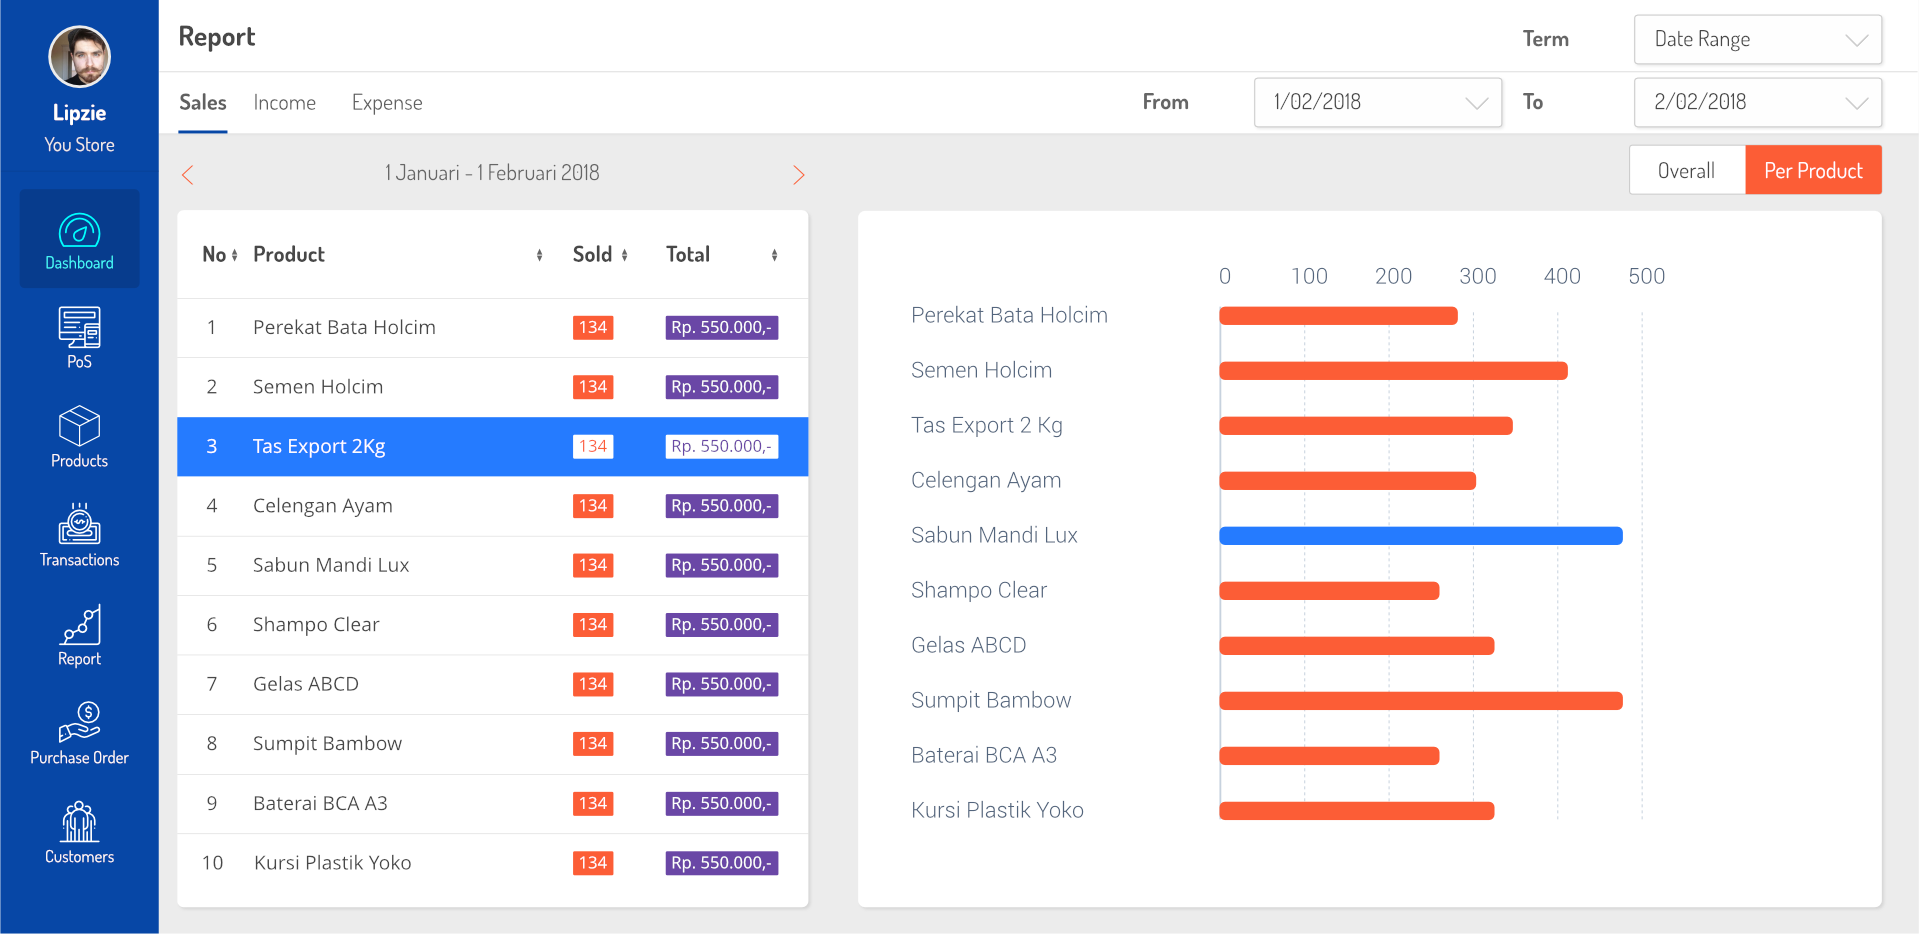 Lipzie
You Store
Dashboard
PoS
Products
Transactions
Report
Purchase Order
Customers
Report
Term
Date Range
Sales
Income
Expense
From
1/02/2018
To
2/02/2018
1 Januari - 1 Februari 2018
Overall
Per Product
No Product Sold Total
1 Perekat Bata Holcim 134 Rp. 550.000,-
2 Semen Holcim 134 Rp. 550.000,-
3 Tas Export 2Kg 134 Rp. 550.000,-
4 Celengan Ayam 134 Rp. 550.000,-
5 Sabun Mandi Lux 134 Rp. 550.000,-
6 Shampo Clear 134 Rp. 550.000,-
7 Gelas ABCD 134 Rp. 550.000,-
8 Sumpit Bambow 134 Rp. 550.000,-
9 Baterai BCA A3 134 Rp. 550.000,-
10 Kursi Plastik Yoko 134 Rp. 550.000,-
0 100 200 300 400 500
Perekat Bata Holcim
Semen Holcim
Tas Export 2 Kg
Celengan Ayam
Sabun Mandi Lux
Shampo Clear
Gelas ABCD
Sumpit Bambow
Baterai BCA A3
Kursi Plastik Yoko